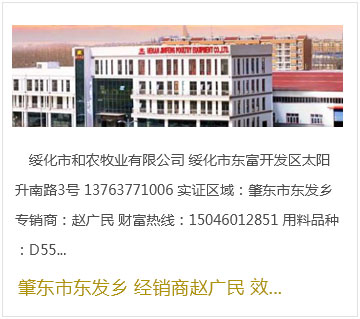 HENAN JINFENG POULTRY EQUIPMENT CO.,LTD.
绥化市和农牧业有限公司 绥化市东富开发区太阳
升南路3号 13763771006 实证区域：肇东市东发乡
专销商：赵广民 财富热线：15046012851 用料品种
：D55...
肇东市东发乡 经销商赵广民 效...